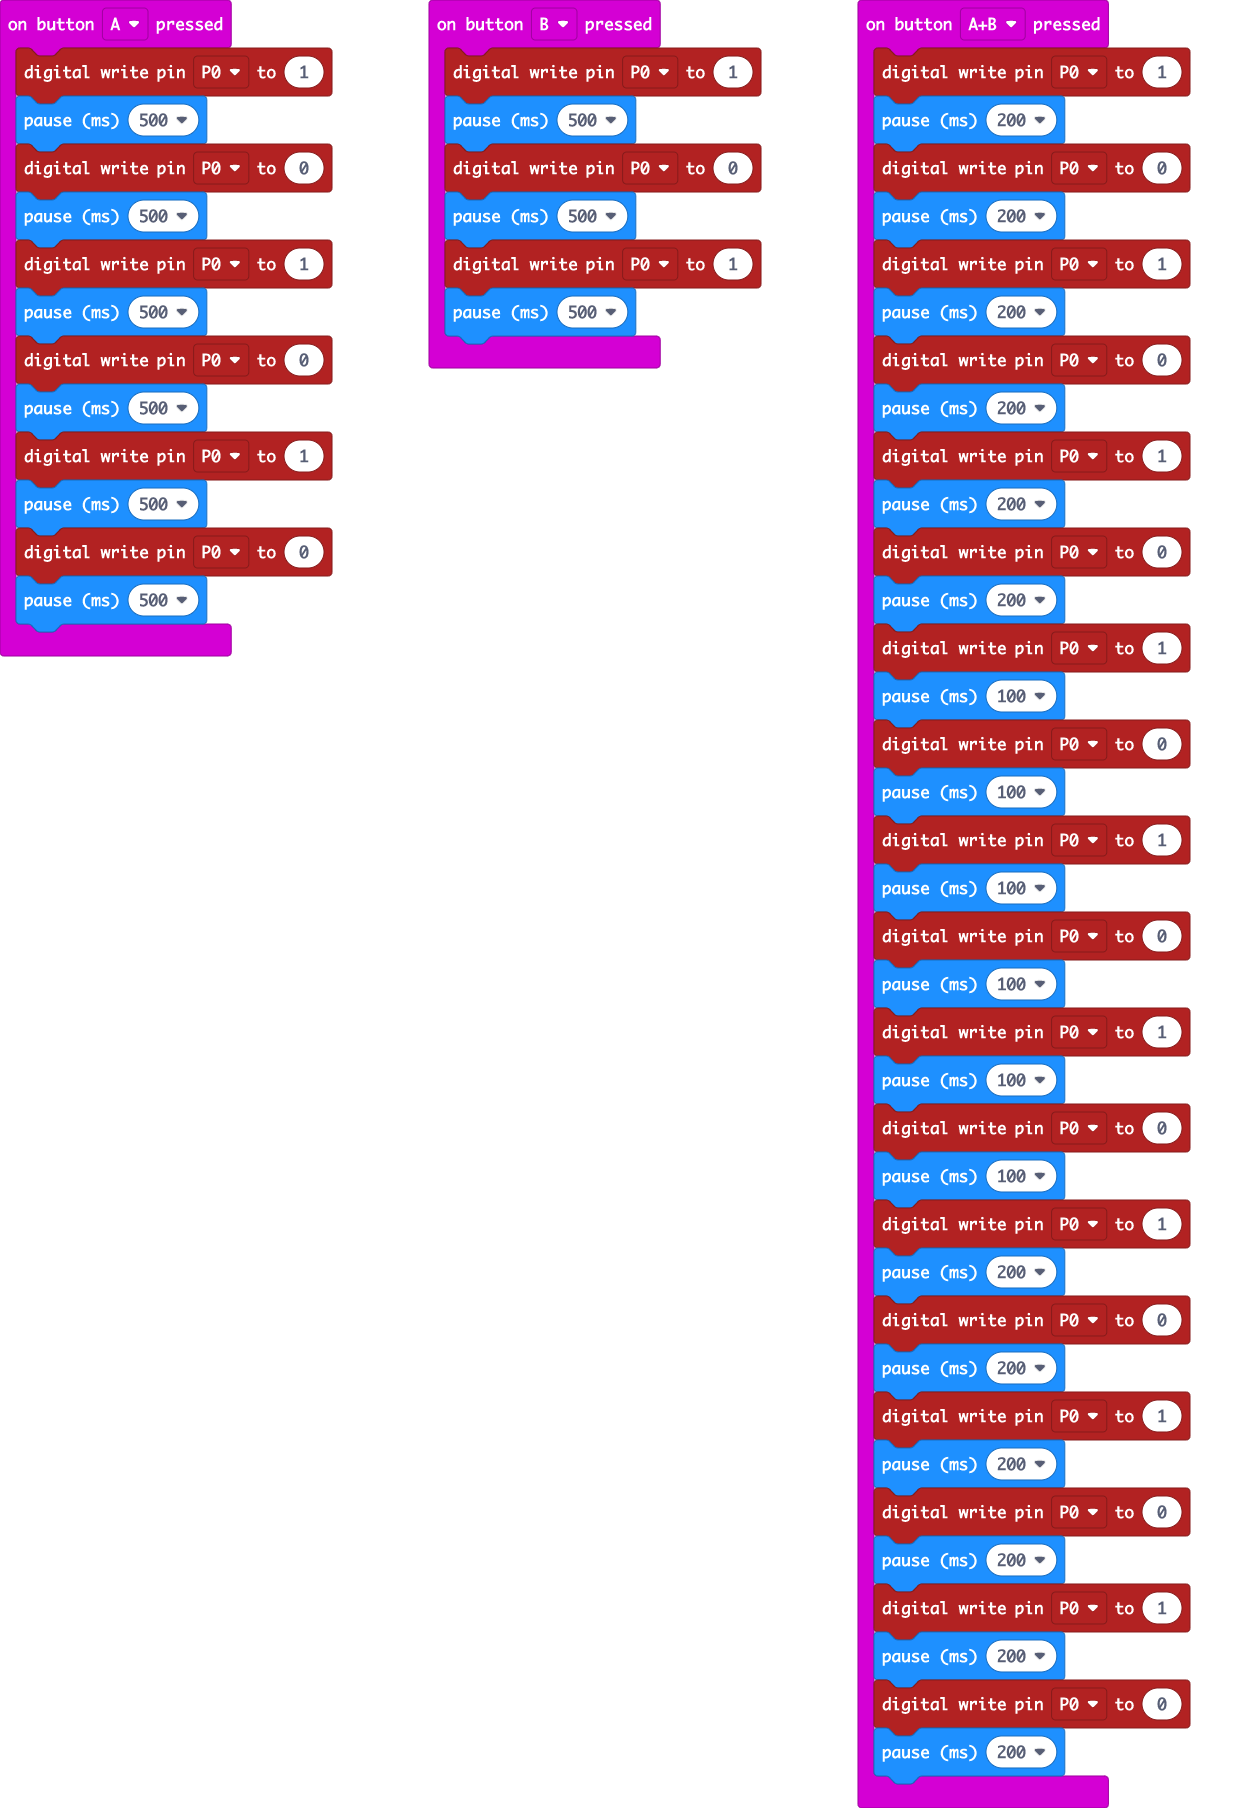 on button A pressed
digital write pin P0 to 1
pause (ms) 500
digital write pin P0 to 0
pause (ms) 500
digital write pin P0 to 1
pause (ms) 500
digital write pin P0 to 0
pause (ms) 500
digital write pin P0 to 1
pause (ms) 500
digital write pin P0 to 0
pause (ms) 500
on button B pressed
digital write pin P0 to 1
pause (ms) 500
digital write pin P0 to 0
pause (ms) 500
digital write pin P0 to 1
pause (ms) 500
on button A+B pressed
digital write pin P0 to 1
pause (ms) 200
digital write pin P0 to 0
pause (ms) 200
digital write pin P0 to 1
pause (ms) 200
digital write pin P0 to 0
pause (ms) 200
digital write pin P0 to 1
pause (ms) 200
digital write pin P0 to 0
pause (ms) 200
digital write pin P0 to 1
pause (ms) 100
digital write pin P0 to 0
pause (ms) 100
digital write pin P0 to 1
pause (ms) 100
digital write pin P0 to 0
pause (ms) 100
digital write pin P0 to 1
pause (ms) 100
digital write pin P0 to 0
pause (ms) 100
digital write pin P0 to 1
pause (ms) 200
digital write pin P0 to 0
pause (ms) 200
digital write pin P0 to 1
pause (ms) 200
digital write pin P0 to 0
pause (ms) 200
digital write pin P0 to 1
pause (ms) 200
digital write pin P0 to 0
pause (ms) 200